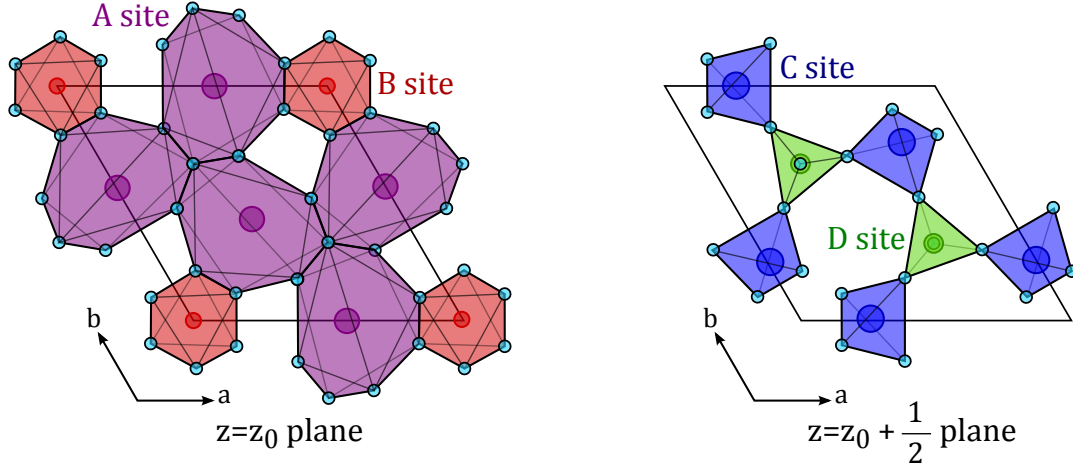 A site
B site
b
a
z=z₀ plane
C site
D site
b
a
z=z₀ + 1/2 plane